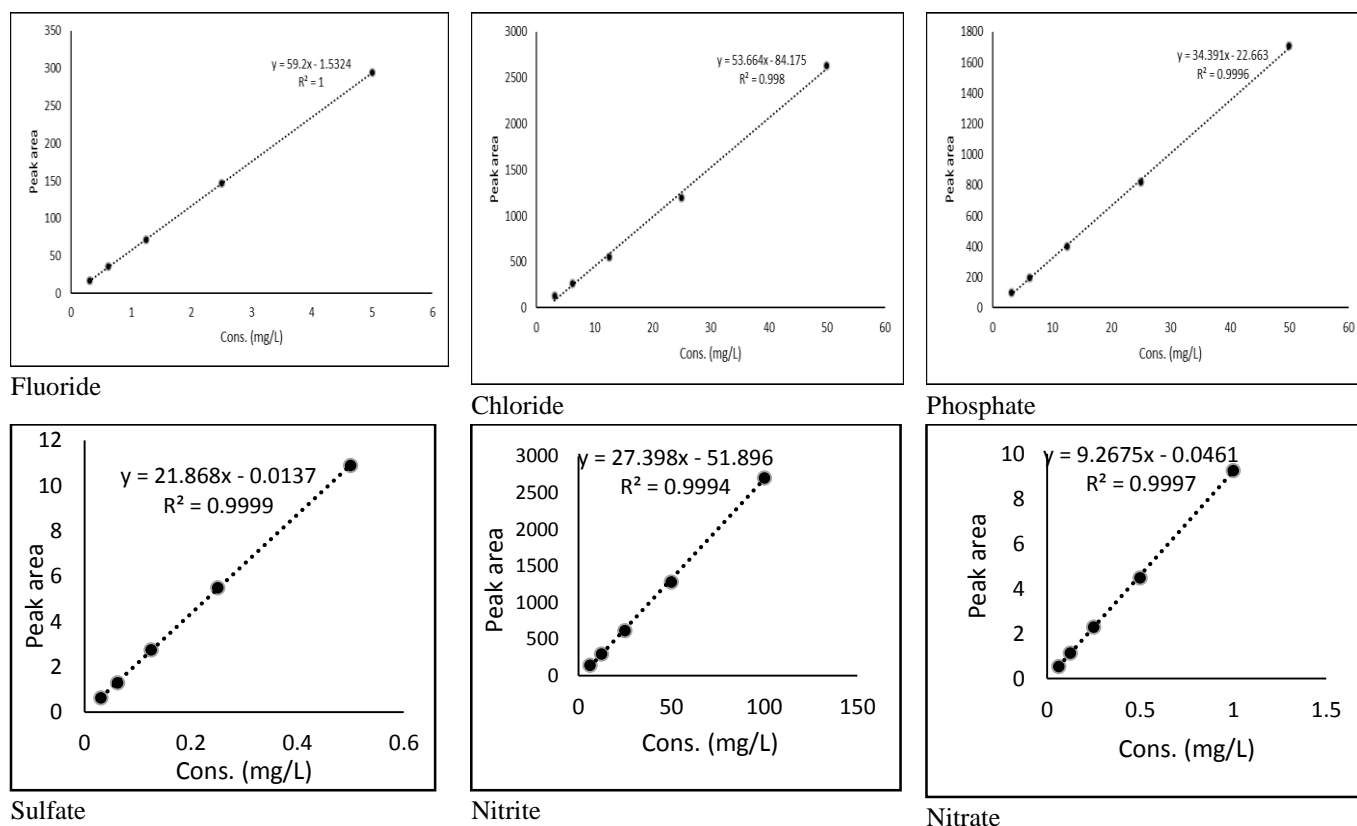 350
300
250
200
150
100
50
0
Peak area
y = 59.2x - 1.5324
R² = 1
0 1 2 3 4 5 6
Cons. (mg/L)
Fluoride
3000
2500
2000
1500
1000
500
0
Peak area
y = 53.664x - 84.175
R² = 0.998
0 10 20 30 40 50 60
Cons. (mg/L)
Chloride
1800
1600
1400
1200
1000
800
600
400
200
0
Peak area
y = 34.391x - 22.663
R² = 0.9996
0 10 20 30 40 50 60
Cons. (mg/L)
Phosphate
12
10
8
6
4
2
0
Peak area
y = 21.868x - 0.0137
R² = 0.9999
0 0.2 0.4 0.6
Cons. (mg/L)
Sulfate
3000
2500
2000
1500
1000
500
0
Peak area
y = 27.398x - 51.896
R² = 0.9994
0 50 100 150
Cons. (mg/L)
Nitrite
10
8
6
4
2
0
Peak area
y = 9.2675x - 0.0461
R² = 0.9997
0 0.5 1 1.5
Cons. (mg/L)
Nitrate